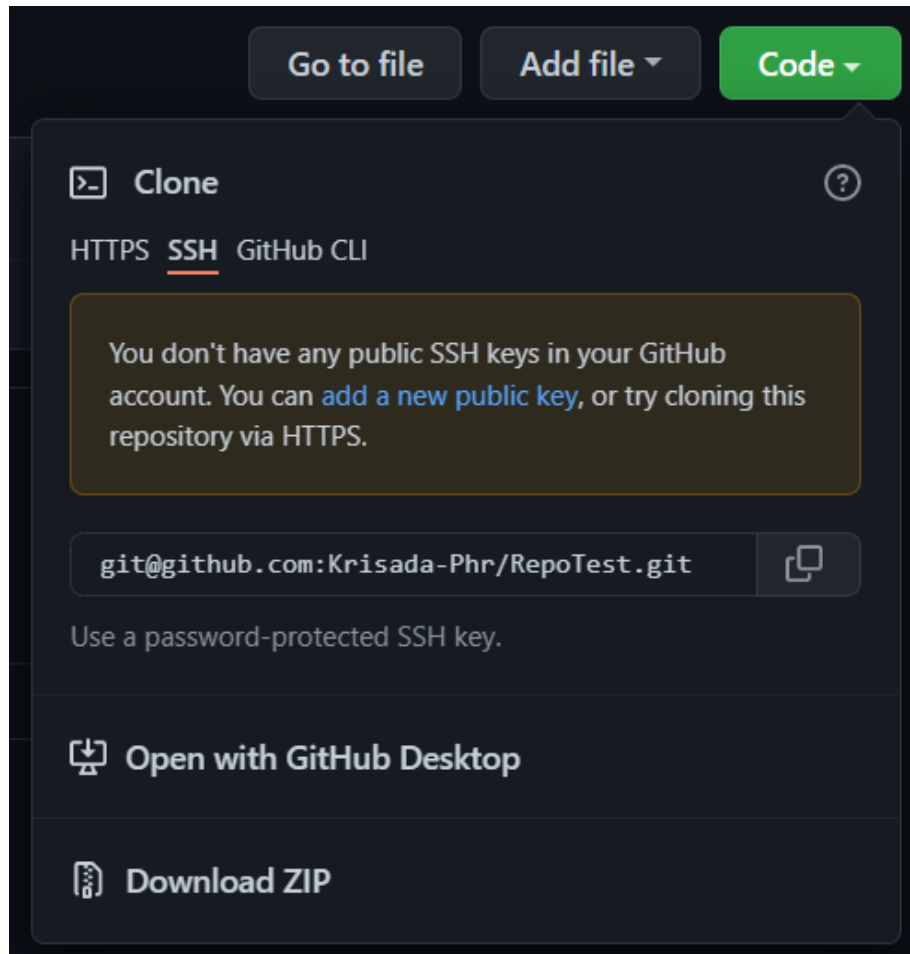 Go to file Add file Code
Clone
HTTPS SSH GitHub CLI
You don't have any public SSH keys in your GitHub
account. You can add a new public key, or try cloning this
repository via HTTPS.
git@github.com:Krisada-Phr/RepoTest.git
Use a password-protected SSH key.
Open with GitHub Desktop
Download ZIP